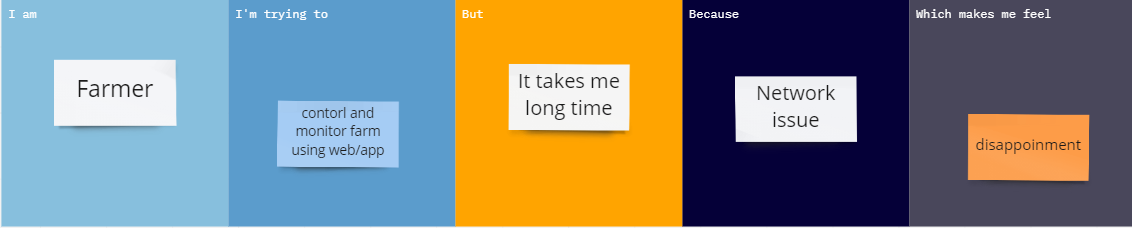 I am
Farmer
I'm trying to
contorl and
monitor farm
using web/app
But
It takes me
long time
Because
Network
issue
Which makes me feel
disappoinment